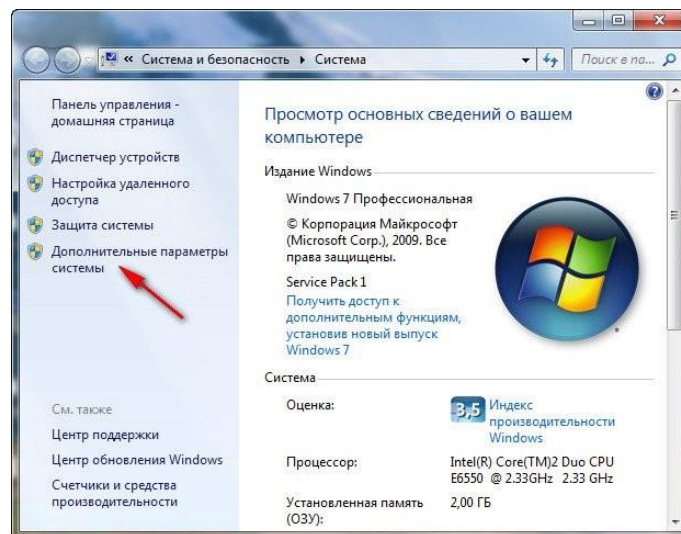 « Система и безопасность ▸ Система
Поиск в па...
Панель управления -
домашняя страница
Диспетчер устройств
Настройка удаленного
доступа
Защита системы
Дополнительные параметры
системы
См. также
Центр поддержки
Центр обновления Windows
Счетчики и средства
производительности
Просмотр основных сведений о вашем
компьютере
Издание Windows
Windows 7 Профессиональная
© Корпорация Майкрософт
(Microsoft Corp.), 2009. Все
права защищены.
Service Pack 1
Получить доступ к
дополнительным функциям,
установив новый выпуск
Windows 7
Система
Оценка:
3,5 Индекс
производительности
Windows
Процессор:
Intel(R) Core(TM)2 Duo CPU
E6550 @ 2.33GHz 2.33 GHz
Установленная память
(ОЗУ):
2,00 ГБ